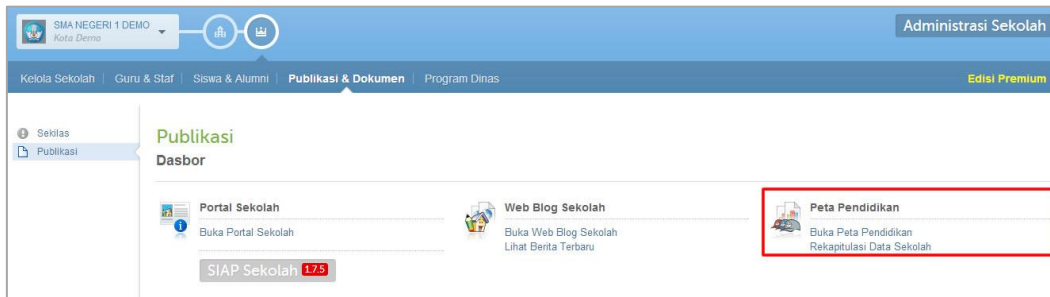 SMA NEGERI 1 DEMO
Kota Demo
Administrasi Sekolah
Kelola Sekolah Guru & Staf Siswa & Alumni Publikasi & Dokumen Program Dinas
Edisi Premium
Sekilas
Publikasi
Publikasi
Dasbor
Portal Sekolah
Buka Portal Sekolah
SIAP Sekolah 1.7.5
Web Blog Sekolah
Buka Web Blog Sekolah
Lihat Berita Terbaru
Peta Pendidikan
Buka Peta Pendidikan
Rekapitulasi Data Sekolah